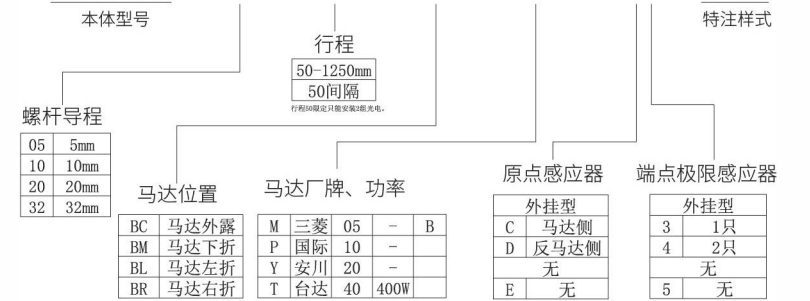 本体型号
特注样式
行程
50-1250mm
50间隔
行程50限定只能安装2组光电。
螺杆导程
05 5mm
10 10mm
20 20mm
32 32mm
马达位置
BC 马达外露
BM 马达下折
BL 马达左折
BR 马达右折
马达厂牌、功率
M 三菱 05 - B
P 国际 10 -
Y 安川 20 -
T 台达 40 400W
原点感应器
外挂型
C 马达侧
D 反马达侧
无
E 无
端点极限感应器
外挂型
3 1只
4 2只
无
5 无